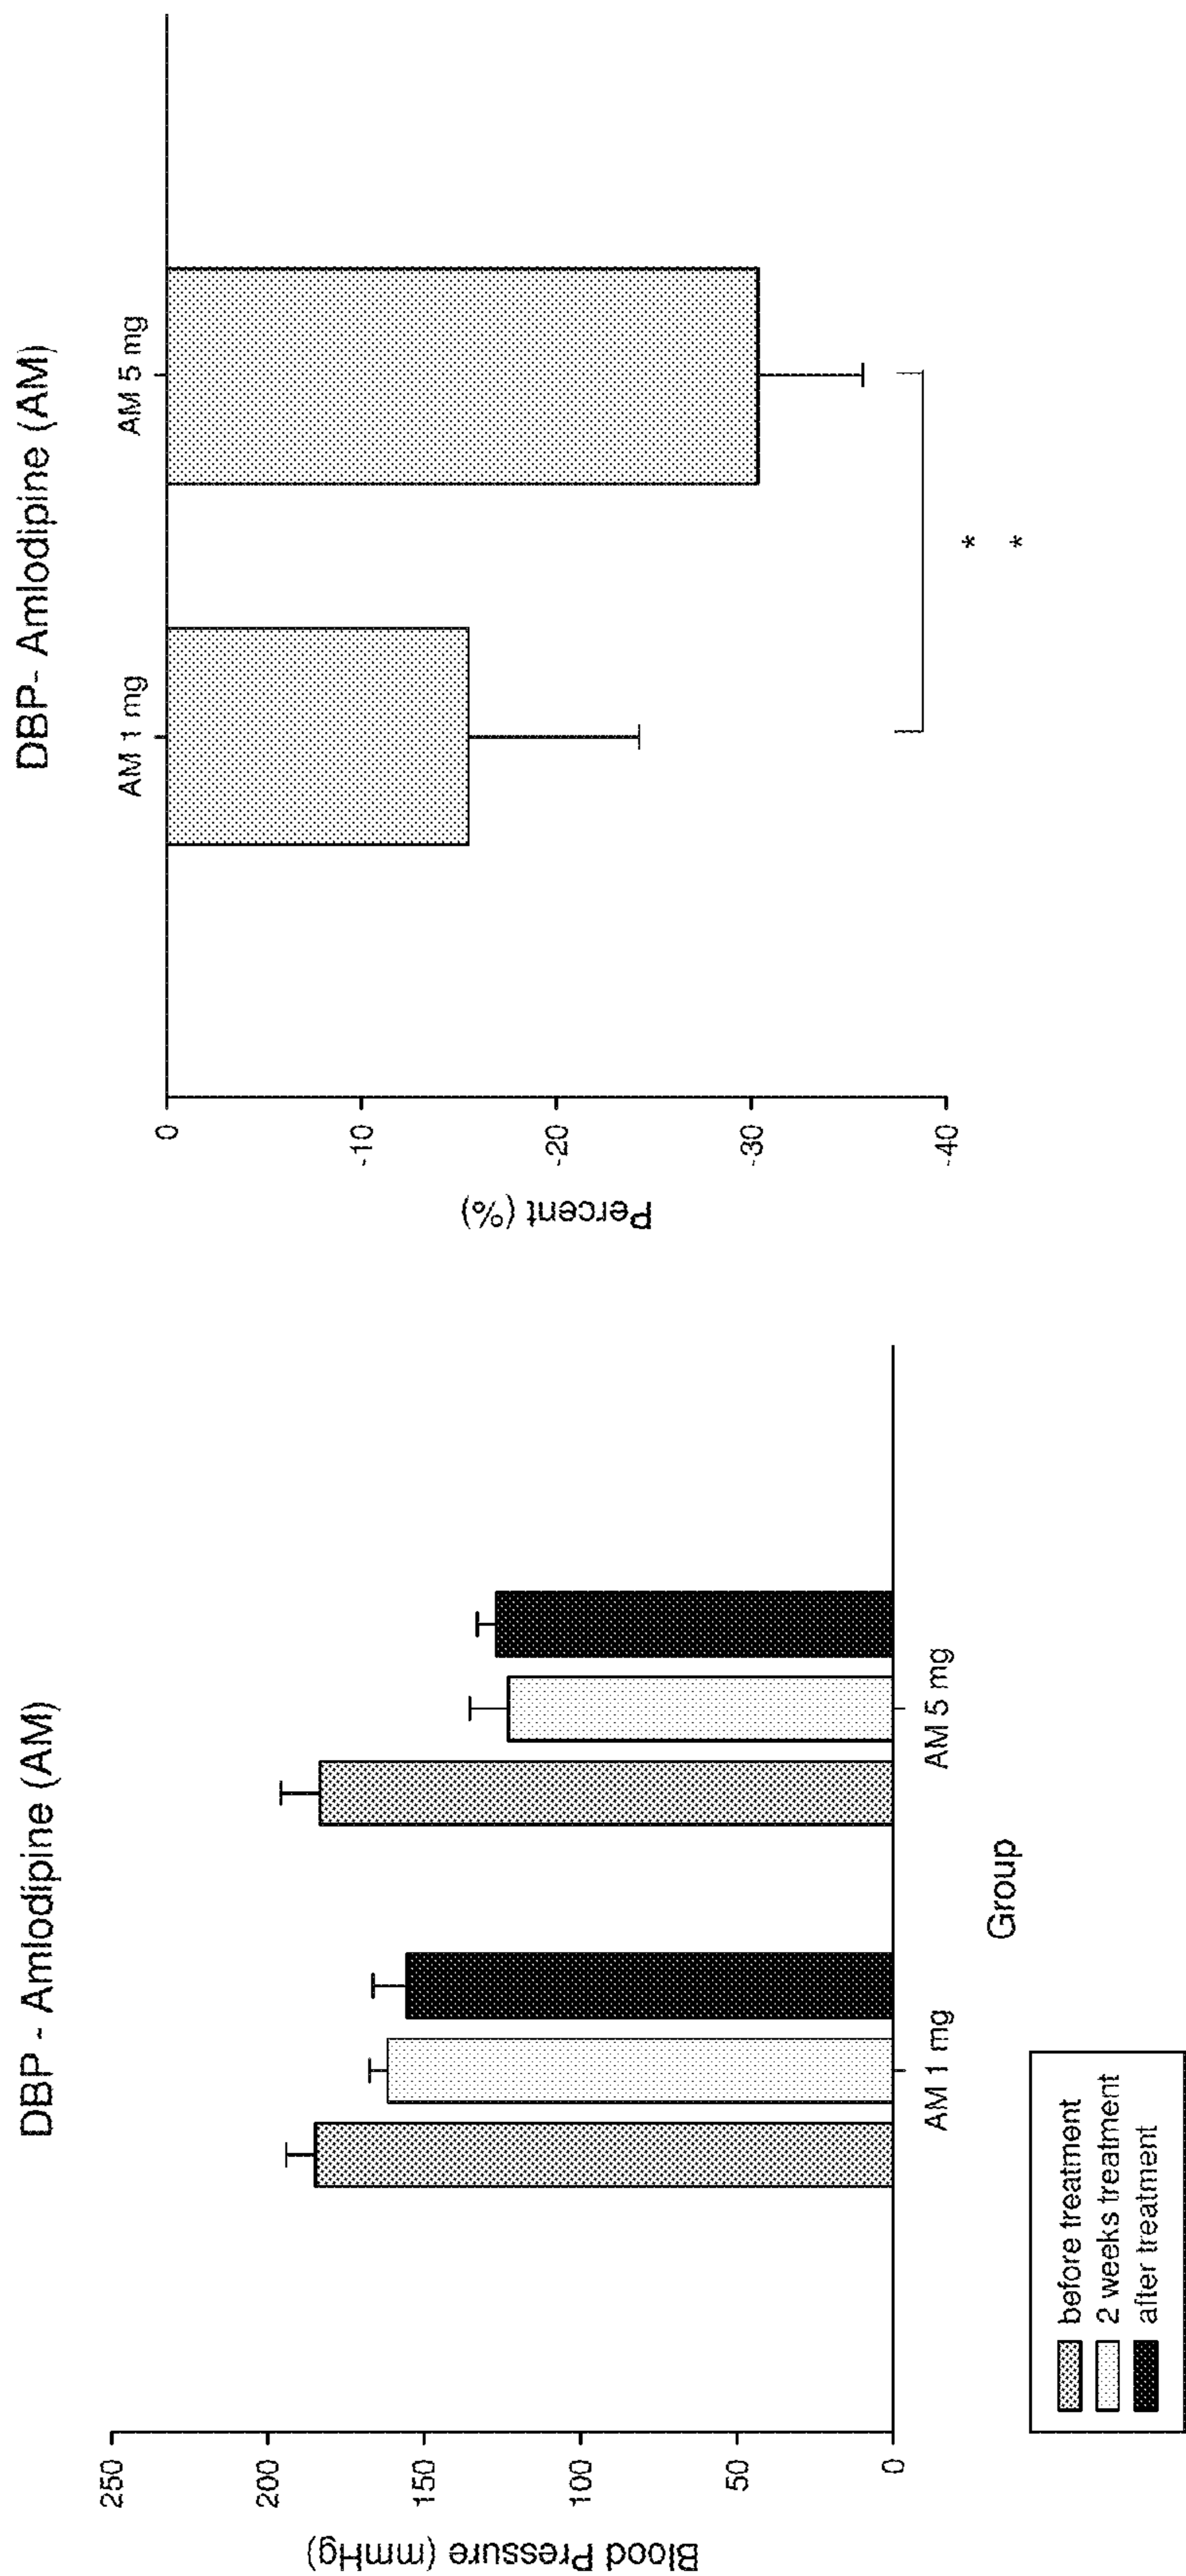 DBP - Amlodipine (AM)
Blood Pressure (mmHg)
250
200
150
100
50
0
AM 1 mg
AM 5 mg
Group
before treatment
2 weeks treatment
after treatment
DBP- Amlodipine (AM)
AM 1 mg
AM 5 mg
Percent (%)
0
-10
-20
-30
-40
*
*